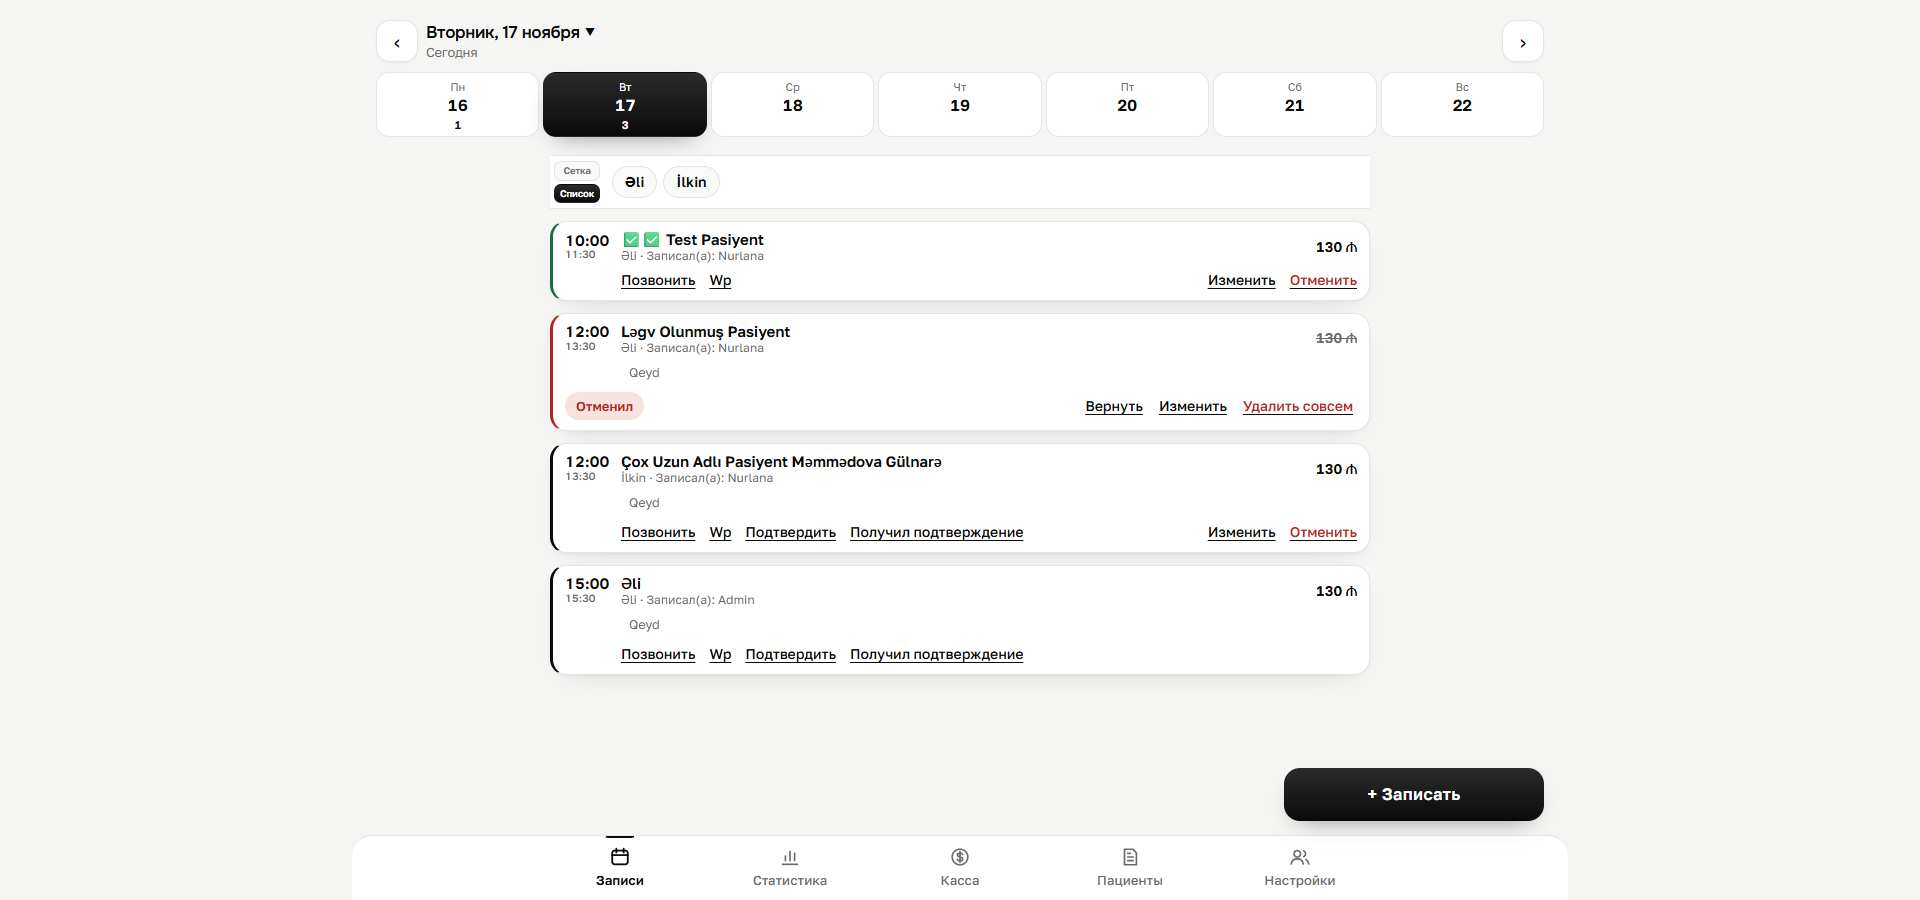 ‹
Вторник, 17 ноября ▼
Сегодня
›
Пн
16
1
Вт
17
3
Ср
18
Чт
19
Пт
20
Сб
21
Вс
22
Сетка
Список
Əli
İlkin
10:00
11:30
✅✅ Test Pasiyent
Əli · Записал(а): Nurlana
130 ₼
Позвонить Wp
Изменить Отменить
12:00
13:30
Ləgv Olunmuş Pasiyent
Əli · Записал(а): Nurlana
130 ₼
Qeyd
Отменил
Вернуть Изменить Удалить совсем
12:00
13:30
Çox Uzun Adlı Pasiyent Məmmədova Gülnarə
İlkin · Записал(а): Nurlana
130 ₼
Qeyd
Позвонить Wp Подтвердить Получил подтверждение
Изменить Отменить
15:00
15:30
Əli
Əli · Записал(а): Admin
130 ₼
Qeyd
Позвонить Wp Подтвердить Получил подтверждение
+ Записать
Записи
Статистика
Касса
Пациенты
Настройки